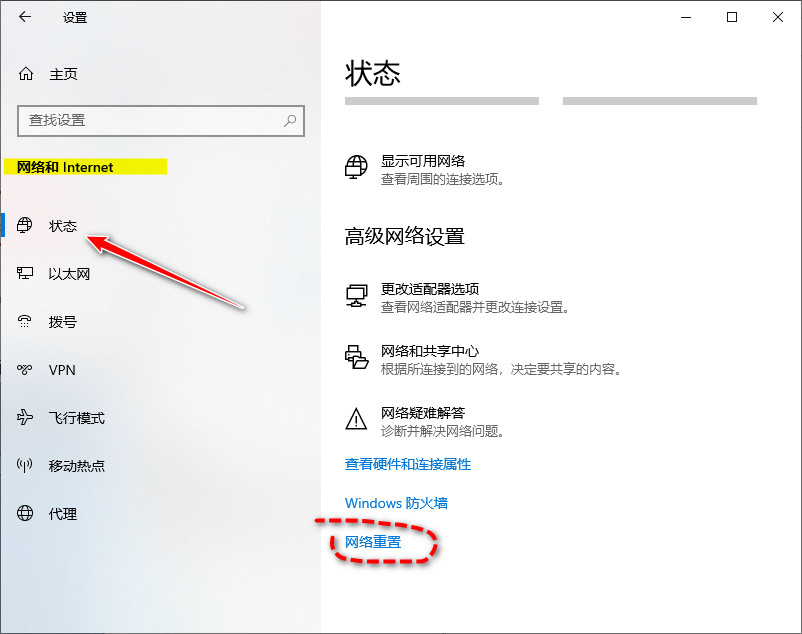 设置
主页
查找设置
网络和 Internet
状态
以太网
拨号
VPN
飞行模式
移动热点
代理
状态
显示可用网络
查看周围的连接选项。
高级网络设置
更改适配器选项
查看网络适配器并更改连接设置。
网络和共享中心
根据所连接到的网络，决定要共享的内容。
网络疑难解答
诊断并解决网络问题。
查看硬件和连接属性
Windows 防火墙
网络重置